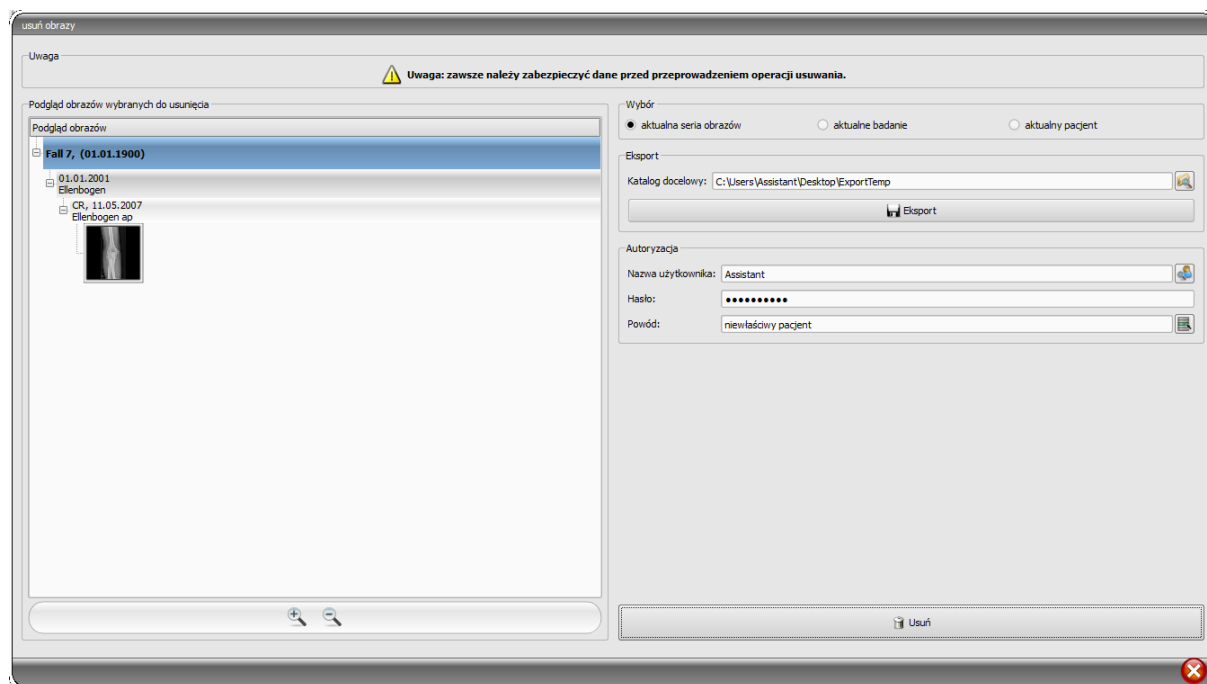 usuń obrazy
Uwaga
Uwaga: zawsze należy zabezpieczyć dane przed przeprowadzeniem operacji usuwania.
Podgląd obrazów wybranych do usunięcia
Podgląd obrazów
Fall 7, (01.01.1900)
01.01.2001
Ellenbogen
CR, 11.05.2007
Ellenbogen ap
Wybór
aktualna seria obrazów
aktualne badanie
aktualny pacjent
Eksport
Katalog docelowy: C:\Users\Assistant\Desktop\ExportTemp
Eksport
Autoryzacja
Nazwa użytkownika: Assistant
Hasło: ●●●●●●●●●●
Powód: niewłaściwy pacjent
Usuń